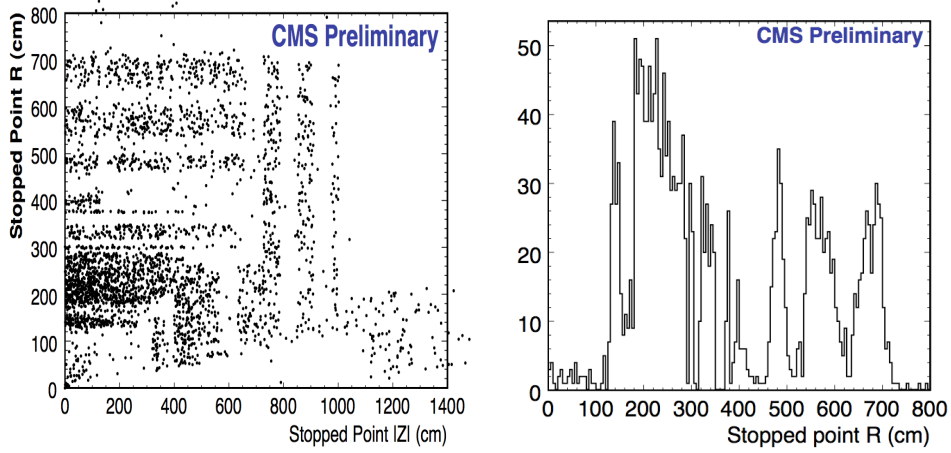 CMS Preliminary
Stopped Point R (cm)
800
700
600
500
400
300
200
100
0
0 200 400 600 800 1000 1200 1400
Stopped Point |Z| (cm)
CMS Preliminary
50
40
30
20
10
0
0 100 200 300 400 500 600 700 800
Stopped point R (cm)